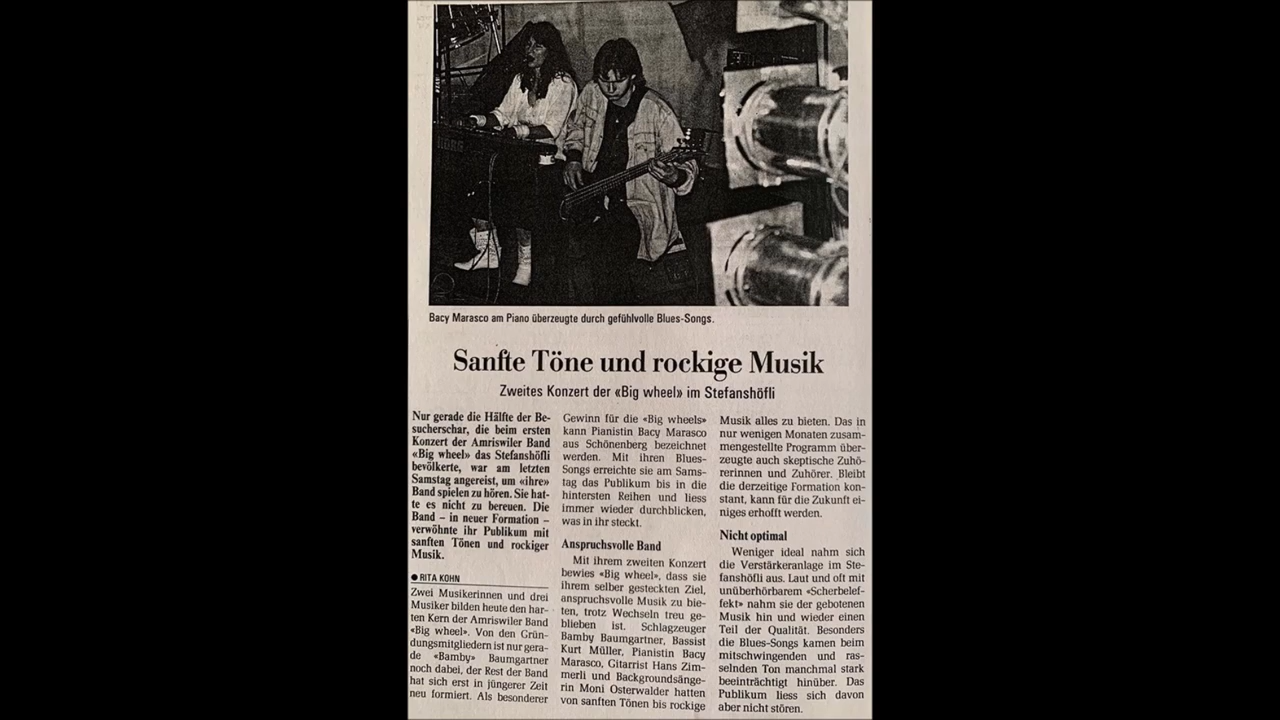 KORG
Bacy Marasco am Piano überzeugte durch gefühlvolle Blues-Songs.
Sanfte Töne und rockige Musik
Zweites Konzert der «Big wheel» im Stefanshöfli
Nur gerade die Hälfte der Be-
sucherschar, die beim ersten
Konzert der Amriswiler Band
«Big wheel» das Stefanshöfli
bevölkerte, war am letzten
Samstag angereist, um «ihre»
Band spielen zu hören. Sie hat-
te es nicht zu bereuen. Die
Band – in neuer Formation –
verwöhnte ihr Publikum mit
sanften Tönen und rockiger
Musik.
● RITA KOHN
Zwei Musikerinnen und drei
Musiker bilden heute den har-
ten Kern der Amriswiler Band
«Big wheel». Von den Grün-
dungsmitgliedern ist nur gera-
de «Bamby» Baumgartner
noch dabei, der Rest der Band
hat sich erst in jüngerer Zeit
neu formiert. Als besonderer
Gewinn für die «Big wheels»
kann Pianistin Bacy Marasco
aus Schönenberg bezeichnet
werden. Mit ihren Blues-
Songs erreichte sie am Sams-
tag das Publikum bis in die
hintersten Reihen und liess
immer wieder durchblicken,
was in ihr steckt.
Anspruchsvolle Band
Mit ihrem zweiten Konzert
bewies «Big wheel», dass sie
ihrem selber gesteckten Ziel,
anspruchsvolle Musik zu bie-
ten, trotz Wechseln treu ge-
blieben ist. Schlagzeuger
Bamby Baumgartner, Bassist
Kurt Müller, Pianistin Bacy
Marasco, Gitarrist Hans Zim-
merli und Backgroundsänge-
rin Moni Osterwalder hatten
von sanften Tönen bis rockige
Musik alles zu bieten. Das in
nur wenigen Monaten zusam-
mengestellte Programm über-
zeugte auch skeptische Zuhö-
rerinnen und Zuhörer. Bleibt
die derzeitige Formation kon-
stant, kann für die Zukunft ei-
niges erhofft werden.
Nicht optimal
Weniger ideal nahm sich
die Verstärkeranlage im Ste-
fanshöfli aus. Laut und oft mit
unüberhörbarem «Scherbelef-
fekt» nahm sie der gebotenen
Musik hin und wieder einen
Teil der Qualität. Besonders
die Blues-Songs kamen beim
mitschwingenden und ras-
selnden Ton manchmal stark
beeinträchtigt hinüber. Das
Publikum liess sich davon
aber nicht stören.